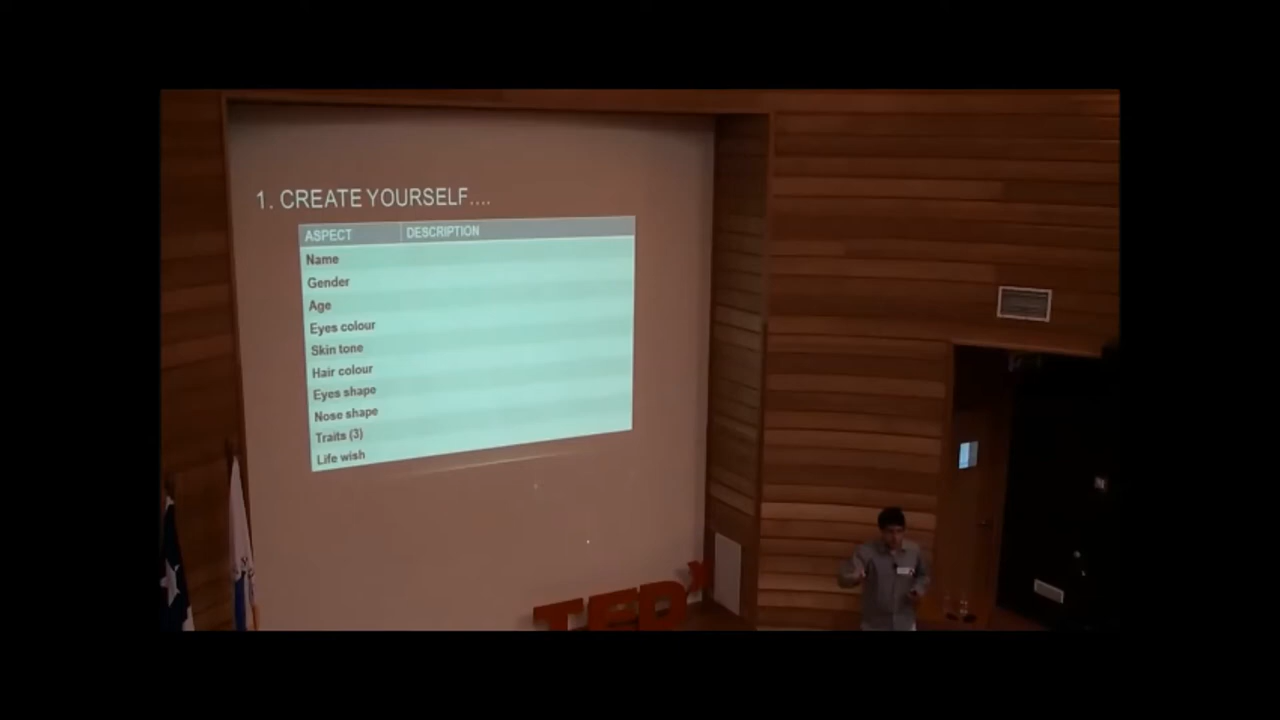 1. CREATE YOURSELF....
ASPECT DESCRIPTION
Name
Gender
Age
Eyes colour
Skin tone
Hair colour
Eyes shape
Nose shape
Traits (3)
Life wish
TEDx